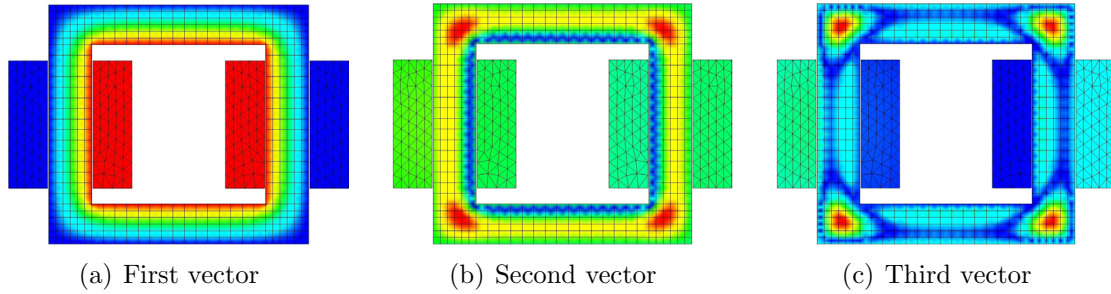 (a) First vector
(b) Second vector
(c) Third vector